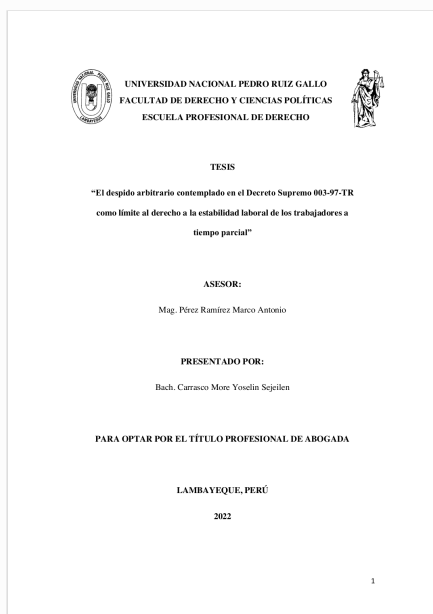 UNIVERSIDAD NACIONAL PEDRO RUIZ GALLO
FACULTAD DE DERECHO Y CIENCIAS POLÍTICAS
ESCUELA PROFESIONAL DE DERECHO
TESIS
“El despido arbitrario contemplado en el Decreto Supremo 003-97-TR
como límite al derecho a la estabilidad laboral de los trabajadores a
tiempo parcial”
ASESOR:
Mag. Pérez Ramírez Marco Antonio
PRESENTADO POR:
Bach. Carrasco More Yoselin Sejeilen
PARA OPTAR POR EL TÍTULO PROFESIONAL DE ABOGADA
LAMBAYEQUE, PERÚ
2022
1